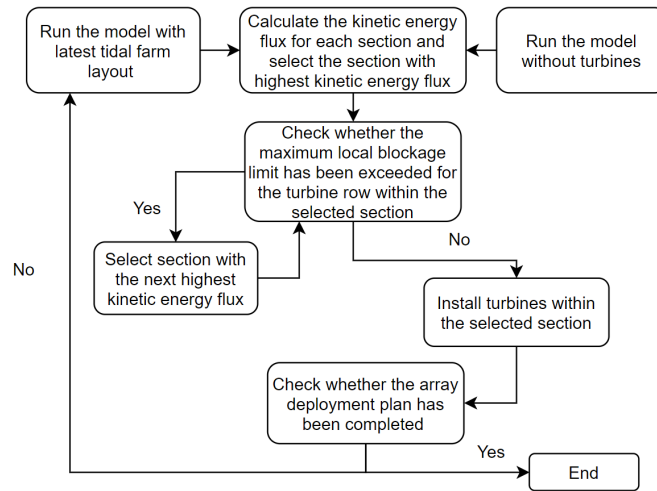 Run the model with
latest tidal farm
layout
Calculate the kinetic energy
flux for each section and
select the section with
highest kinetic energy flux
Run the model
without turbines
Check whether the
maximum local blockage
limit has been exceeded for
the turbine row within the
selected section
Yes
No
No
Select section with
the next highest
kinetic energy flux
Install turbines within
the selected section
Check whether the array
deployment plan has
been completed
Yes
End